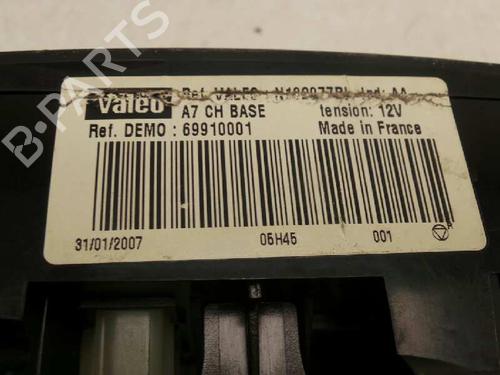 Valeo
Ref. VALEO :
A7 CH BASE
tension: 12V
Ref. DEMO : 69910001
Made in France
31/01/2007
05H45
001
B-PARTS